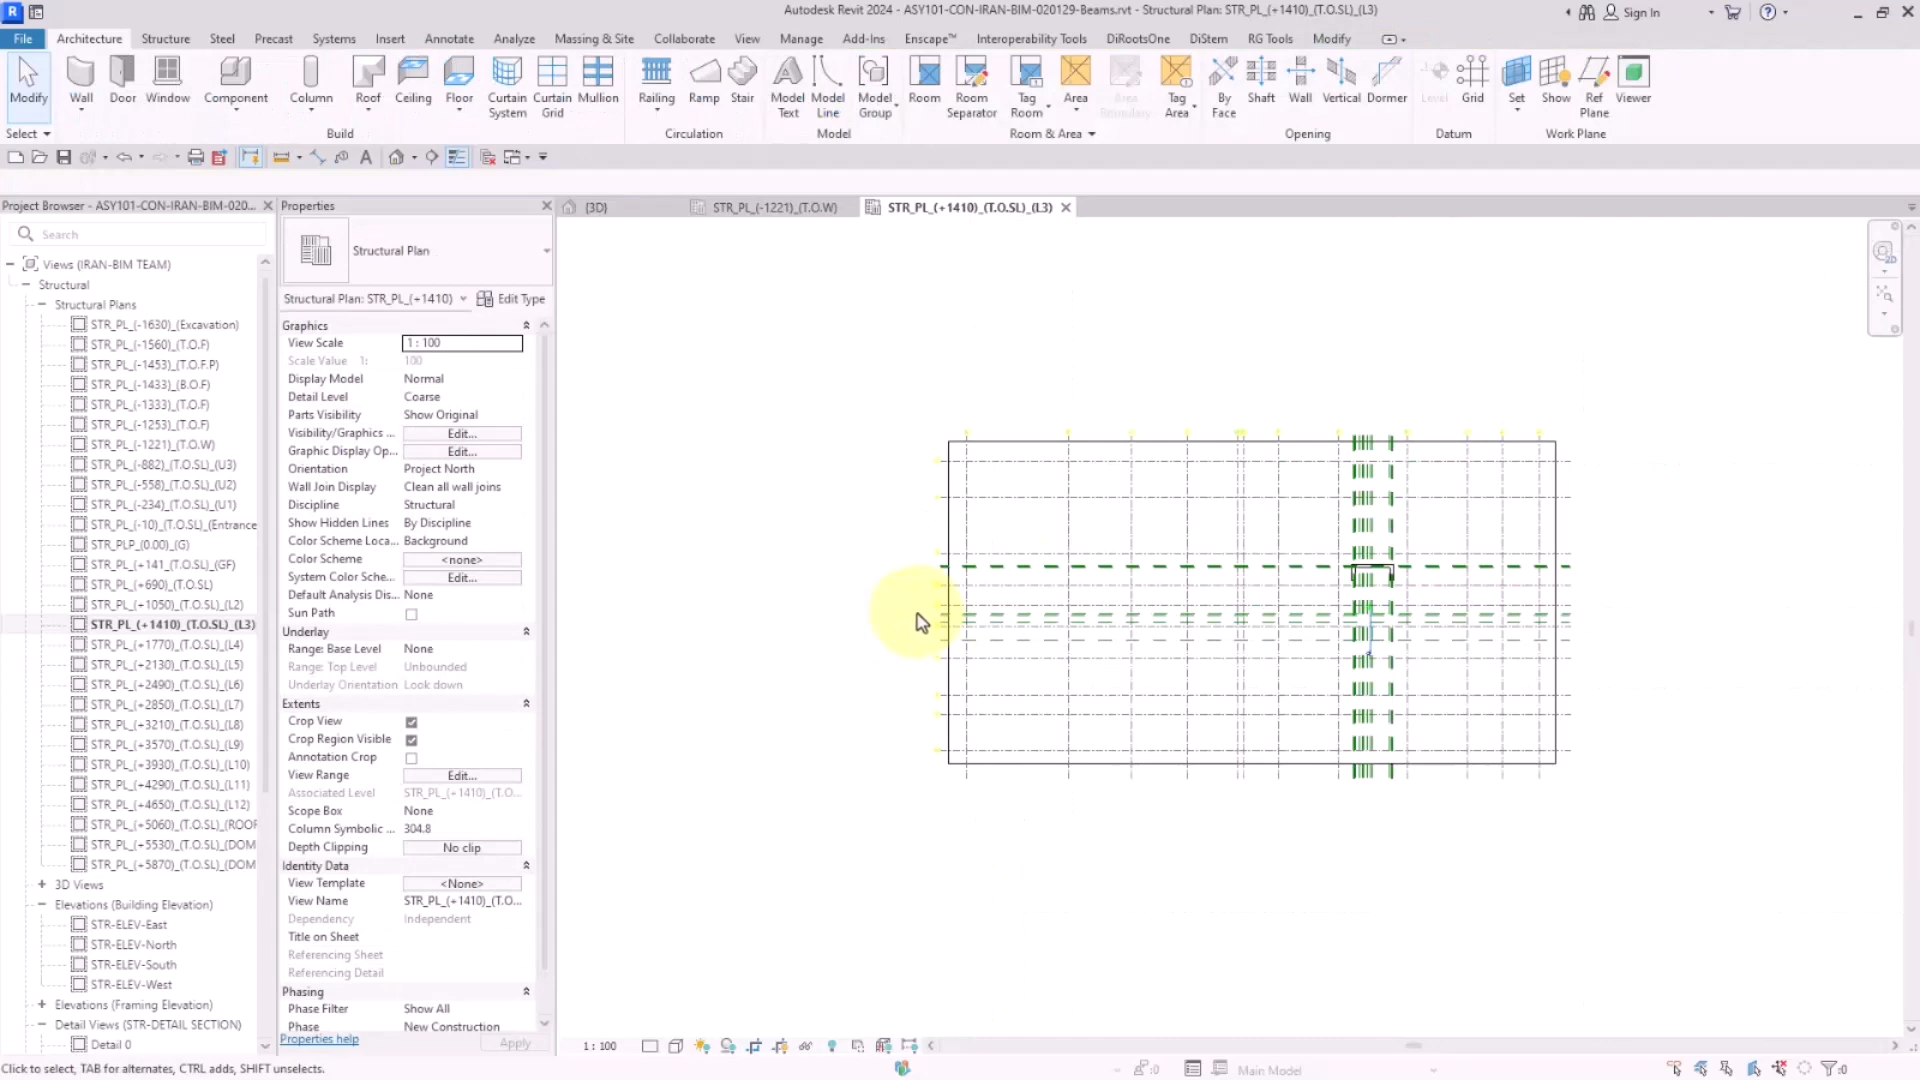 Autodesk Revit 2024 - ASY101-CON-IRAN-BIM-020129-Beams.rvt - Structural Plan: STR_PL_(+1410)_(T.O.SL)_(L3)
Sign In
File Architecture Structure Steel Precast Systems Insert Annotate Analyze Massing & Site Collaborate View Manage Add-Ins Enscape™ Interoperability Tools DiRootsOne DiStem RG Tools Modify
Modify Wall Door Window Component Column Roof Ceiling Floor Curtain System Curtain Grid Mullion Railing Ramp Stair Model Text Model Line Model Group Room Room Separator Tag Room Area Area Boundary Tag Area By Face Shaft Wall Vertical Dormer Level Grid Set Show Ref Plane Viewer
Select Build Circulation Model Room & Area Opening Datum Work Plane
Project Browser - ASY101-CON-IRAN-BIM-020...
Search
Views (IRAN-BIM TEAM)
Structural
Structural Plans
STR_PL_(-1630)_(Excavation)
STR_PL_(-1560)_(T.O.F)
STR_PL_(-1453)_(T.O.F.P)
STR_PL_(-1433)_(B.O.F)
STR_PL_(-1333)_(T.O.F)
STR_PL_(-1253)_(T.O.F)
STR_PL_(-1221)_(T.O.W)
STR_PL_(-882)_(T.O.SL)_(U3)
STR_PL_(-558)_(T.O.SL)_(U2)
STR_PL_(-234)_(T.O.SL)_(U1)
STR_PL_(-10)_(T.O.SL)_(Entrance
STR_PLP_(0.00)_(G)
STR_PL_(+141_(T.O.SL)_(GF)
STR_PL_(+690)_(T.O.SL)
STR_PL_(+1050)_(T.O.SL)_(L2)
STR_PL_(+1410)_(T.O.SL)_(L3)
STR_PL_(+1770)_(T.O.SL)_(L4)
STR_PL_(+2130)_(T.O.SL)_(L5)
STR_PL_(+2490)_(T.O.SL)_(L6)
STR_PL_(+2850)_(T.O.SL)_(L7)
STR_PL_(+3210)_(T.O.SL)_(L8)
STR_PL_(+3570)_(T.O.SL)_(L9)
STR_PL_(+3930)_(T.O.SL)_(L10)
STR_PL_(+4290)_(T.O.SL)_(L11)
STR_PL_(+4650)_(T.O.SL)_(L12)
STR_PL_(+5060)_(T.O.SL)_(ROOF
STR_PL_(+5530)_(T.O.SL)_(DOM
STR_PL_(+5870)_(T.O.SL)_(DOM
3D Views
Elevations (Building Elevation)
STR-ELEV-East
STR-ELEV-North
STR-ELEV-South
STR-ELEV-West
Elevations (Framing Elevation)
Detail Views (STR-DETAIL SECTION)
Detail 0
Properties
Structural Plan
Structural Plan: STR_PL_(+1410) Edit Type
Graphics
View Scale 1 : 100
Scale Value 1: 100
Display Model Normal
Detail Level Coarse
Parts Visibility Show Original
Visibility/Graphics ... Edit...
Graphic Display Op... Edit...
Orientation Project North
Wall Join Display Clean all wall joins
Discipline Structural
Show Hidden Lines By Discipline
Color Scheme Loca... Background
Color Scheme <none>
System Color Sche... Edit...
Default Analysis Dis... None
Sun Path
Underlay
Range: Base Level None
Range: Top Level Unbounded
Underlay Orientation Look down
Extents
Crop View
Crop Region Visible
Annotation Crop
View Range Edit...
Associated Level STR_PL_(+1410)_(T.O...
Scope Box None
Column Symbolic ... 304.8
Depth Clipping No clip
Identity Data
View Template <None>
View Name STR_PL_(+1410)_(T.O...
Dependency Independent
Title on Sheet
Referencing Sheet
Referencing Detail
Phasing
Phase Filter Show All
Phase New Construction
Properties help Apply
{3D} STR_PL_(-1221)_(T.O.W) STR_PL_(+1410)_(T.O.SL)_(L3)
1 : 100
Click to select, TAB for alternates, CTRL adds, SHIFT unselects.
:0 Main Model :0